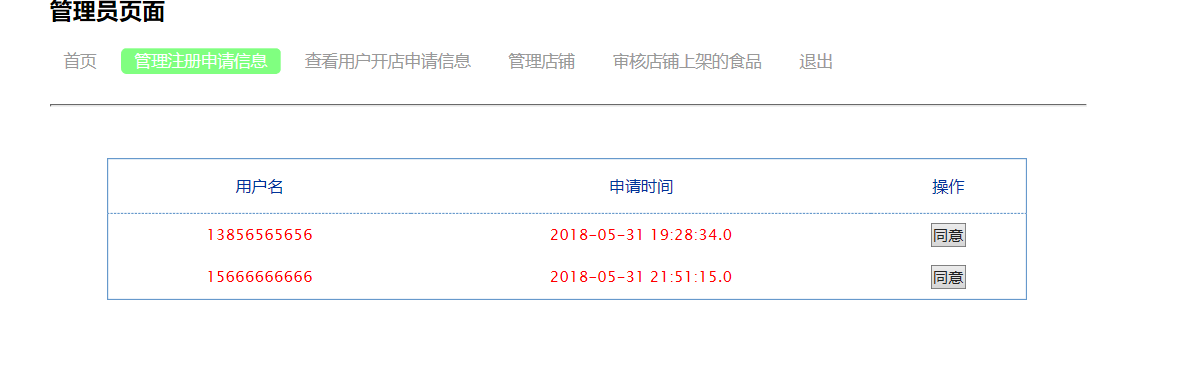 管理员页面
首页 管理注册申请信息 查看用户开店申请信息 管理店铺 审核店铺上架的食品 退出
用户名 申请时间 操作
13856565656 2018-05-31 19:28:34.0 同意
15666666666 2018-05-31 21:51:15.0 同意